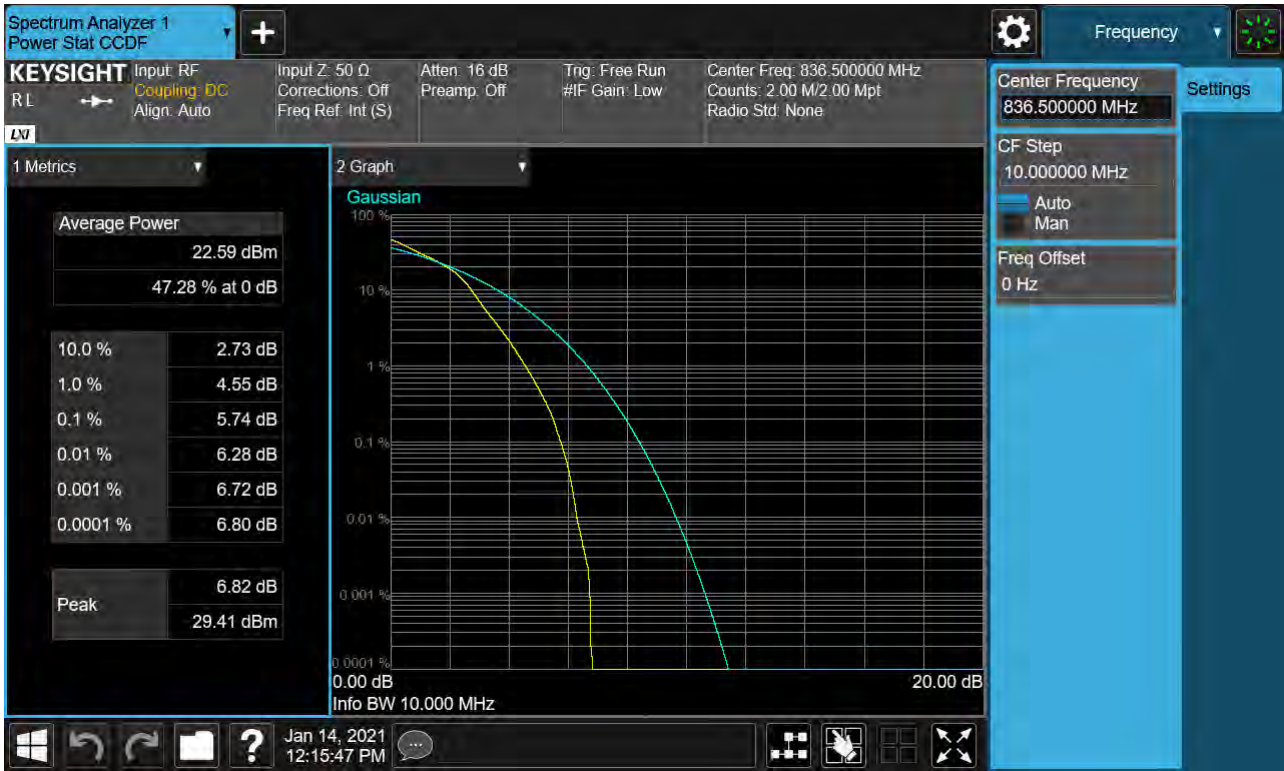 Spectrum Analyzer 1
Power Stat CCDF
+
Frequency
KEYSIGHT
RL
LXI
Input: RF
Coupling: DC
Align: Auto
Input Z: 50 Ω
Corrections: Off
Freq Ref: Int (S)
Atten: 16 dB
Preamp: Off
Trig: Free Run
#IF Gain: Low
Center Freq: 836.500000 MHz
Counts: 2.00 M/2.00 Mpt
Radio Std: None
Center Frequency
836.500000 MHz
Settings
CF Step
10.000000 MHz
Auto
Man
Freq Offset
0 Hz
1 Metrics
Average Power
22.59 dBm
47.28 % at 0 dB
10.0 % 2.73 dB
1.0 % 4.55 dB
0.1 % 5.74 dB
0.01 % 6.28 dB
0.001 % 6.72 dB
0.0001 % 6.80 dB
Peak 6.82 dB
29.41 dBm
2 Graph
Gaussian
100 %
10 %
1 %
0.1 %
0.01 %
0.001 %
0.0001 %
0.00 dB 20.00 dB
Info BW 10.000 MHz
?
Jan 14, 2021
12:15:47 PM